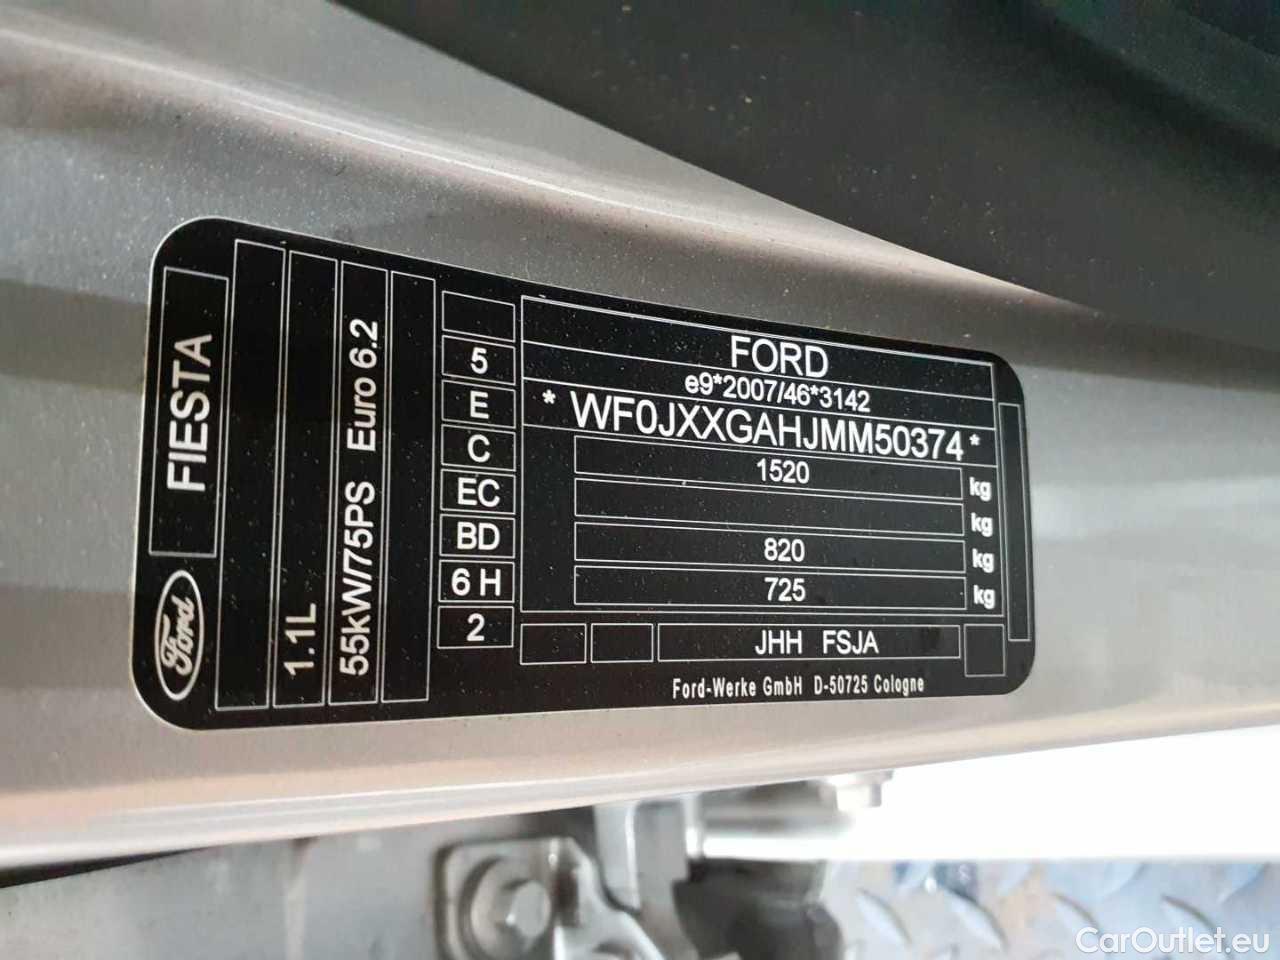 FIESTA
Ford
1.1L
55kW/75PS Euro 6.2
5
E
C
EC
BD
6 H
2
FORD
e9*2007/46*3142
* WF0JXXGAHJMM50374 *
1520 kg
kg
820 kg
725 kg
JHH FSJA
Ford-Werke GmbH D-50725 Cologne
CarOutlet.eu